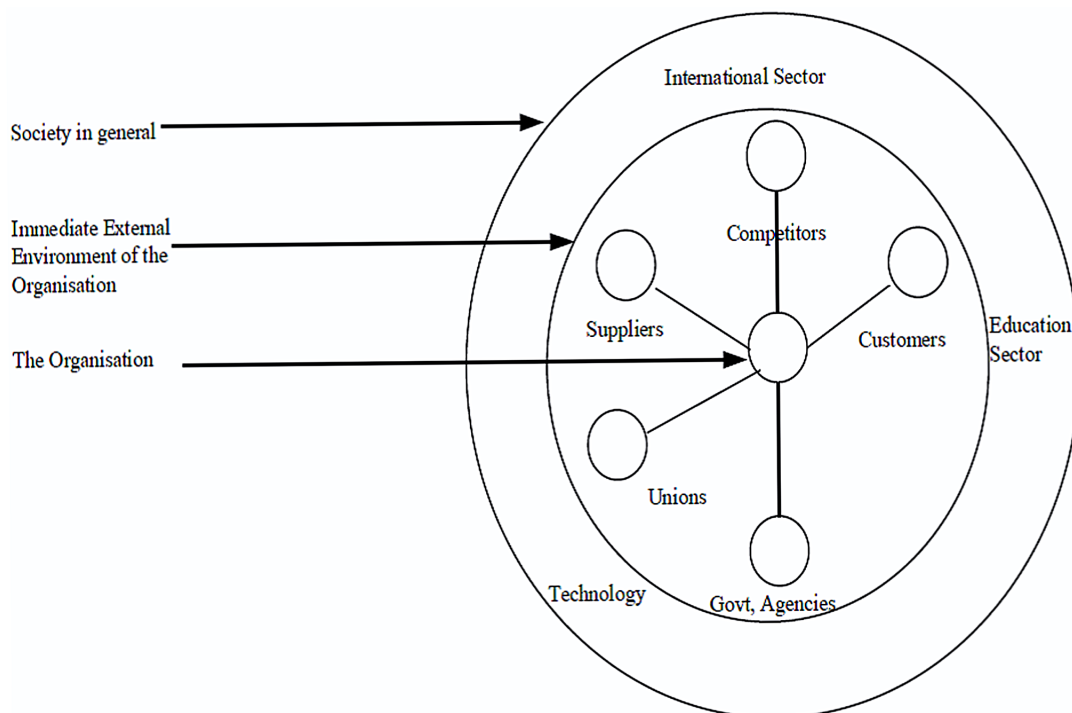 International Sector
Society in general
Immediate External
Environment of the
Organisation
Competitors
Suppliers
Customers
Education
Sector
The Organisation
Unions
Technology
Govt, Agencies